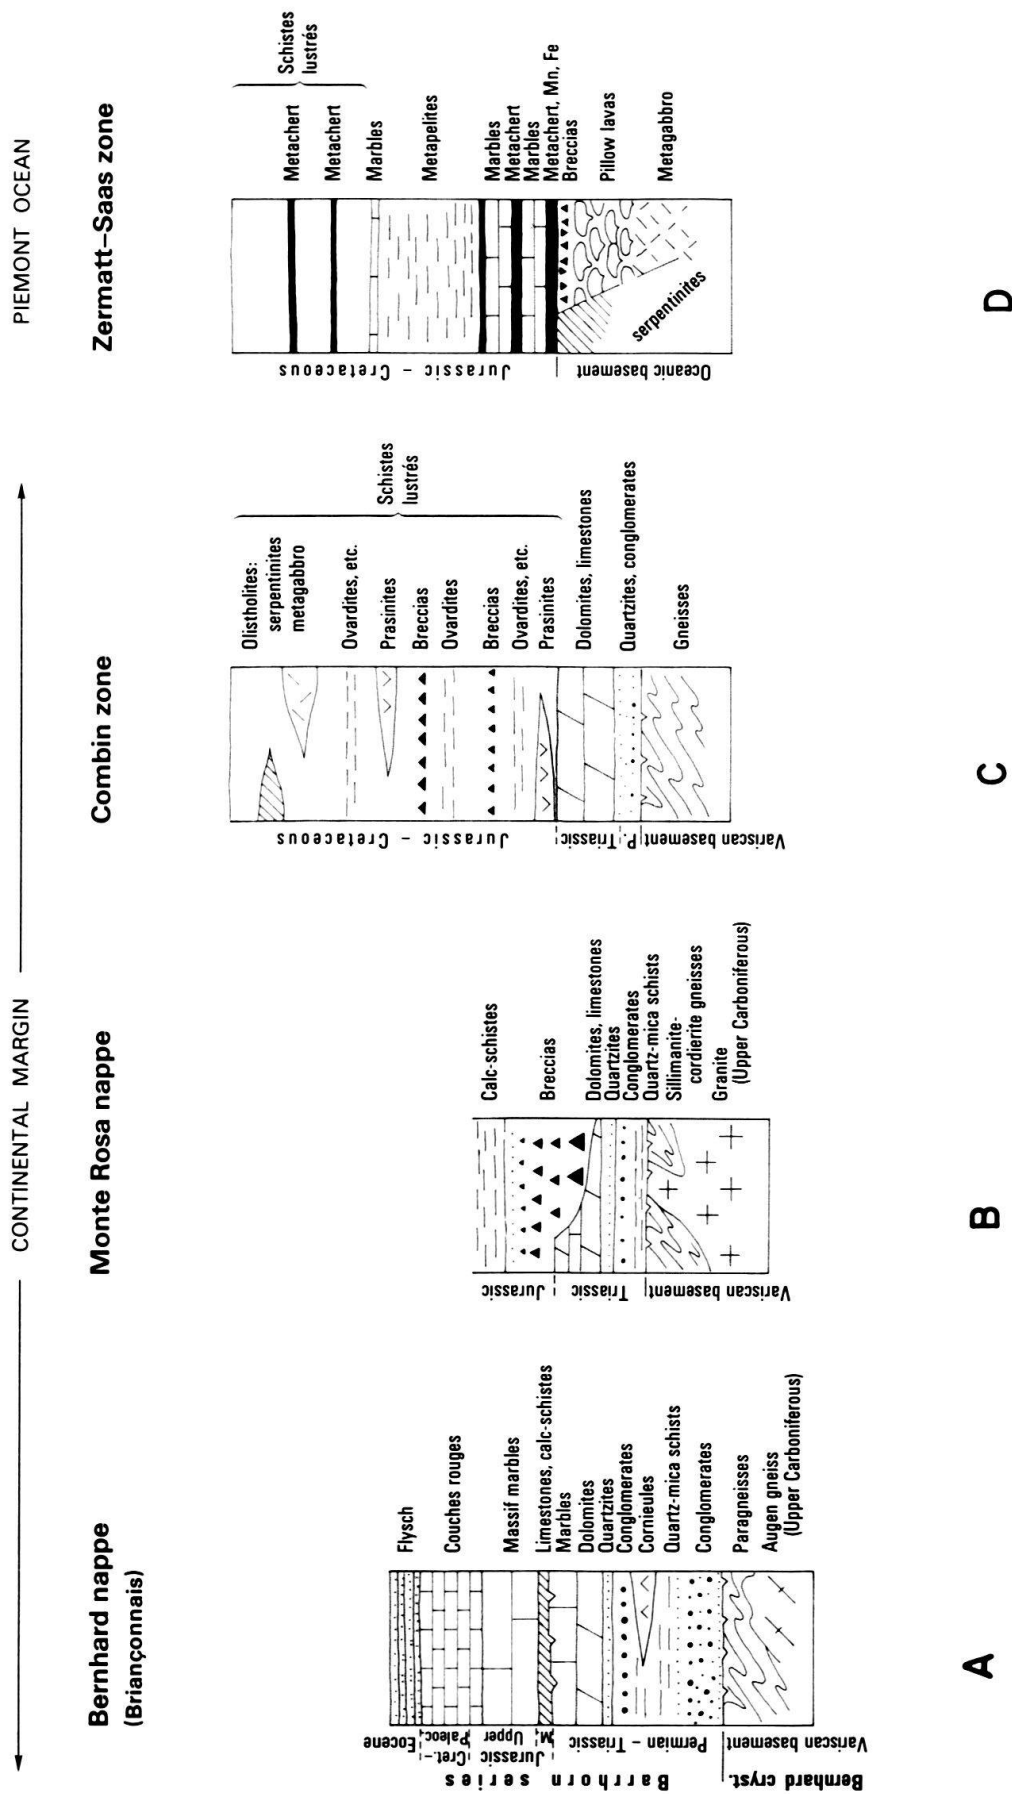 CONTINENTAL MARGIN
PIEMONT OCEAN
Bernhard nappe
(Briançonnais)
Flysch
Couches rouges
Massif marbles
Limestones, calc-schistes
Marbles
Dolomites
Quartzites
Conglomerates
Cornieules
Quartz-mica schists
Conglomerates
Paragneisses
Augen gneiss
(Upper Carboniferous)
Eocene
Cret.-
Paleoc.
Upper
M.
Jurassic
Permian - Triassic
Variscan basement
Barrhorn series
Bernhard cryst.
A
Monte Rosa nappe
Calc-schistes
Breccias
Dolomites, limestones
Quartzites
Conglomerates
Quartz-mica schists
Sillimanite-
cordierite gneisses
Granite
(Upper Carboniferous)
Jurassic
Triassic
Variscan basement
B
Combin zone
Olistholites:
serpentinites
metagabbro
Ovardites, etc.
Prasinites
Breccias
Ovardites
Breccias
Ovardites, etc.
Prasinites
Schistes
lustrés
Dolomites, limestones
Quartzites, conglomerates
Gneisses
Jurassic - Cretaceous
Triassic
P.
Variscan basement
C
Zermatt-Saas zone
Schistes
lustrés
Metachert
Metachert
Marbles
Metapelites
Marbles
Metachert
Marbles
Metachert, Mn, Fe
Breccias
Pillow lavas
Metagabbro
serpentinites
Jurassic - Cretaceous
Oceanic basement
D